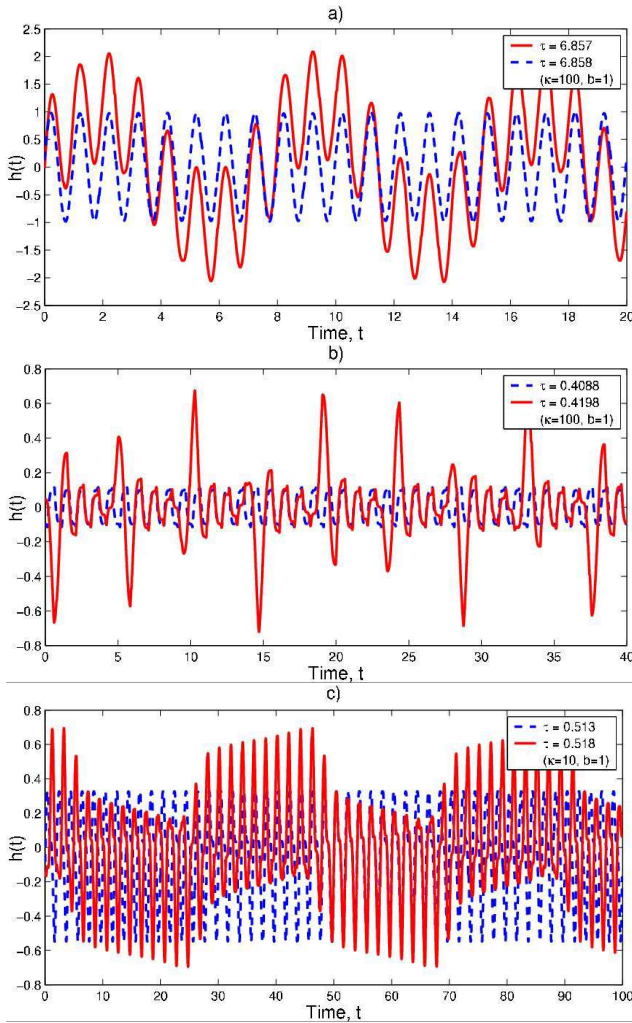 a)
2.5
2
1.5
1
0.5
0
-0.5
-1
-1.5
-2
-2.5
h(t)
τ = 6.857
τ = 6.858
(κ=100, b=1)
0 2 4 6 8 10 12 14 16 18 20
Time, t
b)
0.8
0.6
0.4
0.2
0
-0.2
-0.4
-0.6
-0.8
h(t)
τ = 0.4088
τ = 0.4198
(κ=100, b=1)
0 5 10 15 20 25 30 35 40
Time, t
c)
0.8
0.6
0.4
0.2
0
-0.2
-0.4
-0.6
-0.8
h(t)
τ = 0.513
τ = 0.518
(κ=10, b=1)
0 10 20 30 40 50 60 70 80 90 100
Time, t